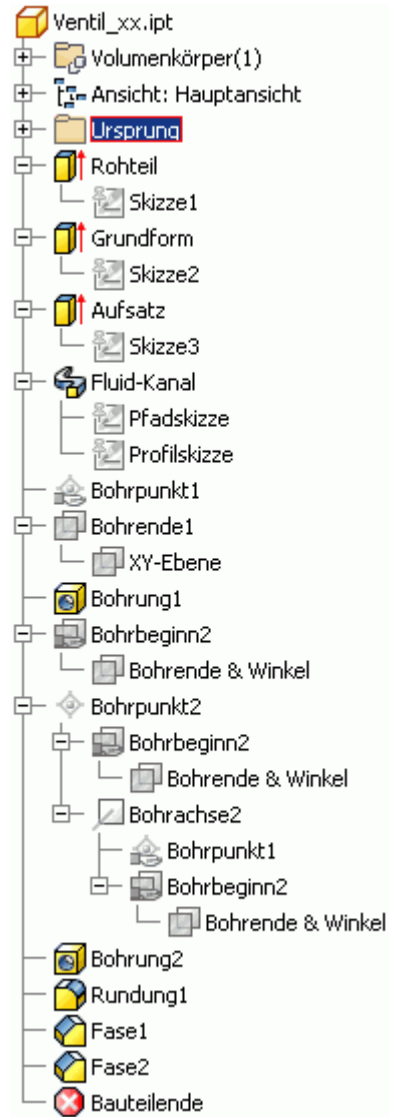 Ventil_xx.ipt
Volumenkörper(1)
Ansicht: Hauptansicht
Ursprung
Rohteil
Skizze1
Grundform
Skizze2
Aufsatz
Skizze3
Fluid-Kanal
Pfadskizze
Profilskizze
Bohrpunkt1
Bohrende1
XY-Ebene
Bohrung1
Bohrbeginn2
Bohrende & Winkel
Bohrpunkt2
Bohrbeginn2
Bohrende & Winkel
Bohrachse2
Bohrpunkt1
Bohrbeginn2
Bohrende & Winkel
Bohrung2
Rundung1
Fase1
Fase2
Bauteilende